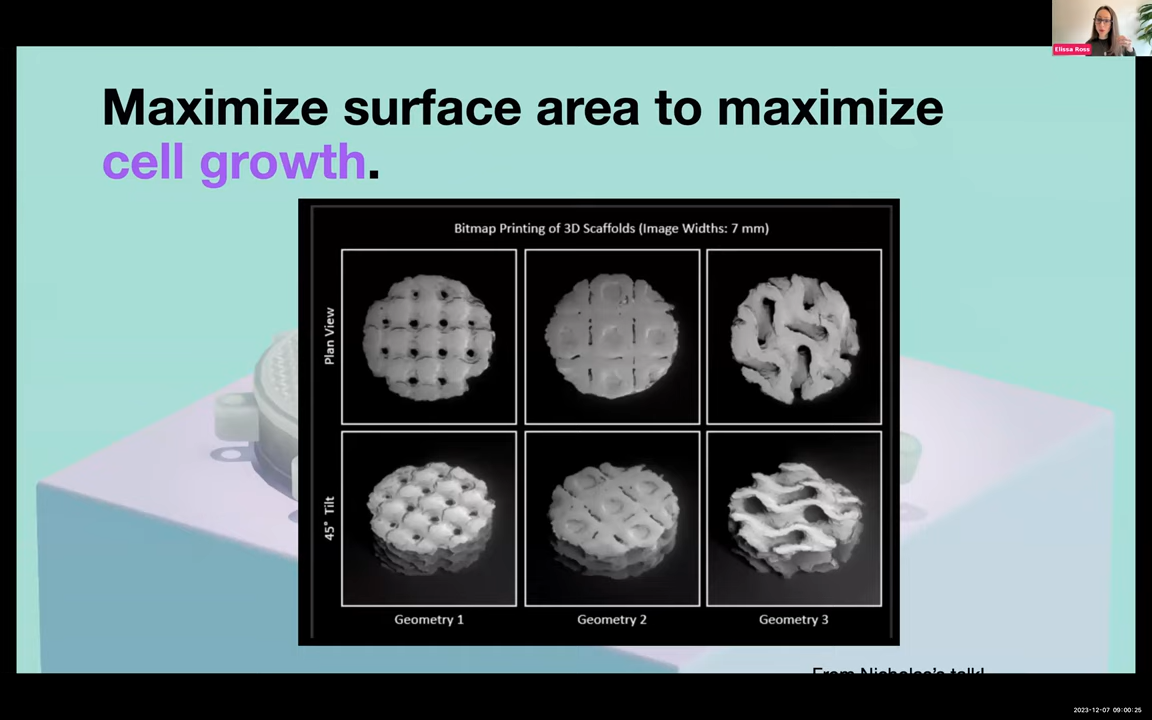 Elissa Ross
Maximize surface area to maximize
cell growth.
Bitmap Printing of 3D Scaffolds (Image Widths: 7 mm)
Plan View
45° Tilt
Geometry 1
Geometry 2
Geometry 3
From Nicholas's talk!
2023-12-07 09:00:25